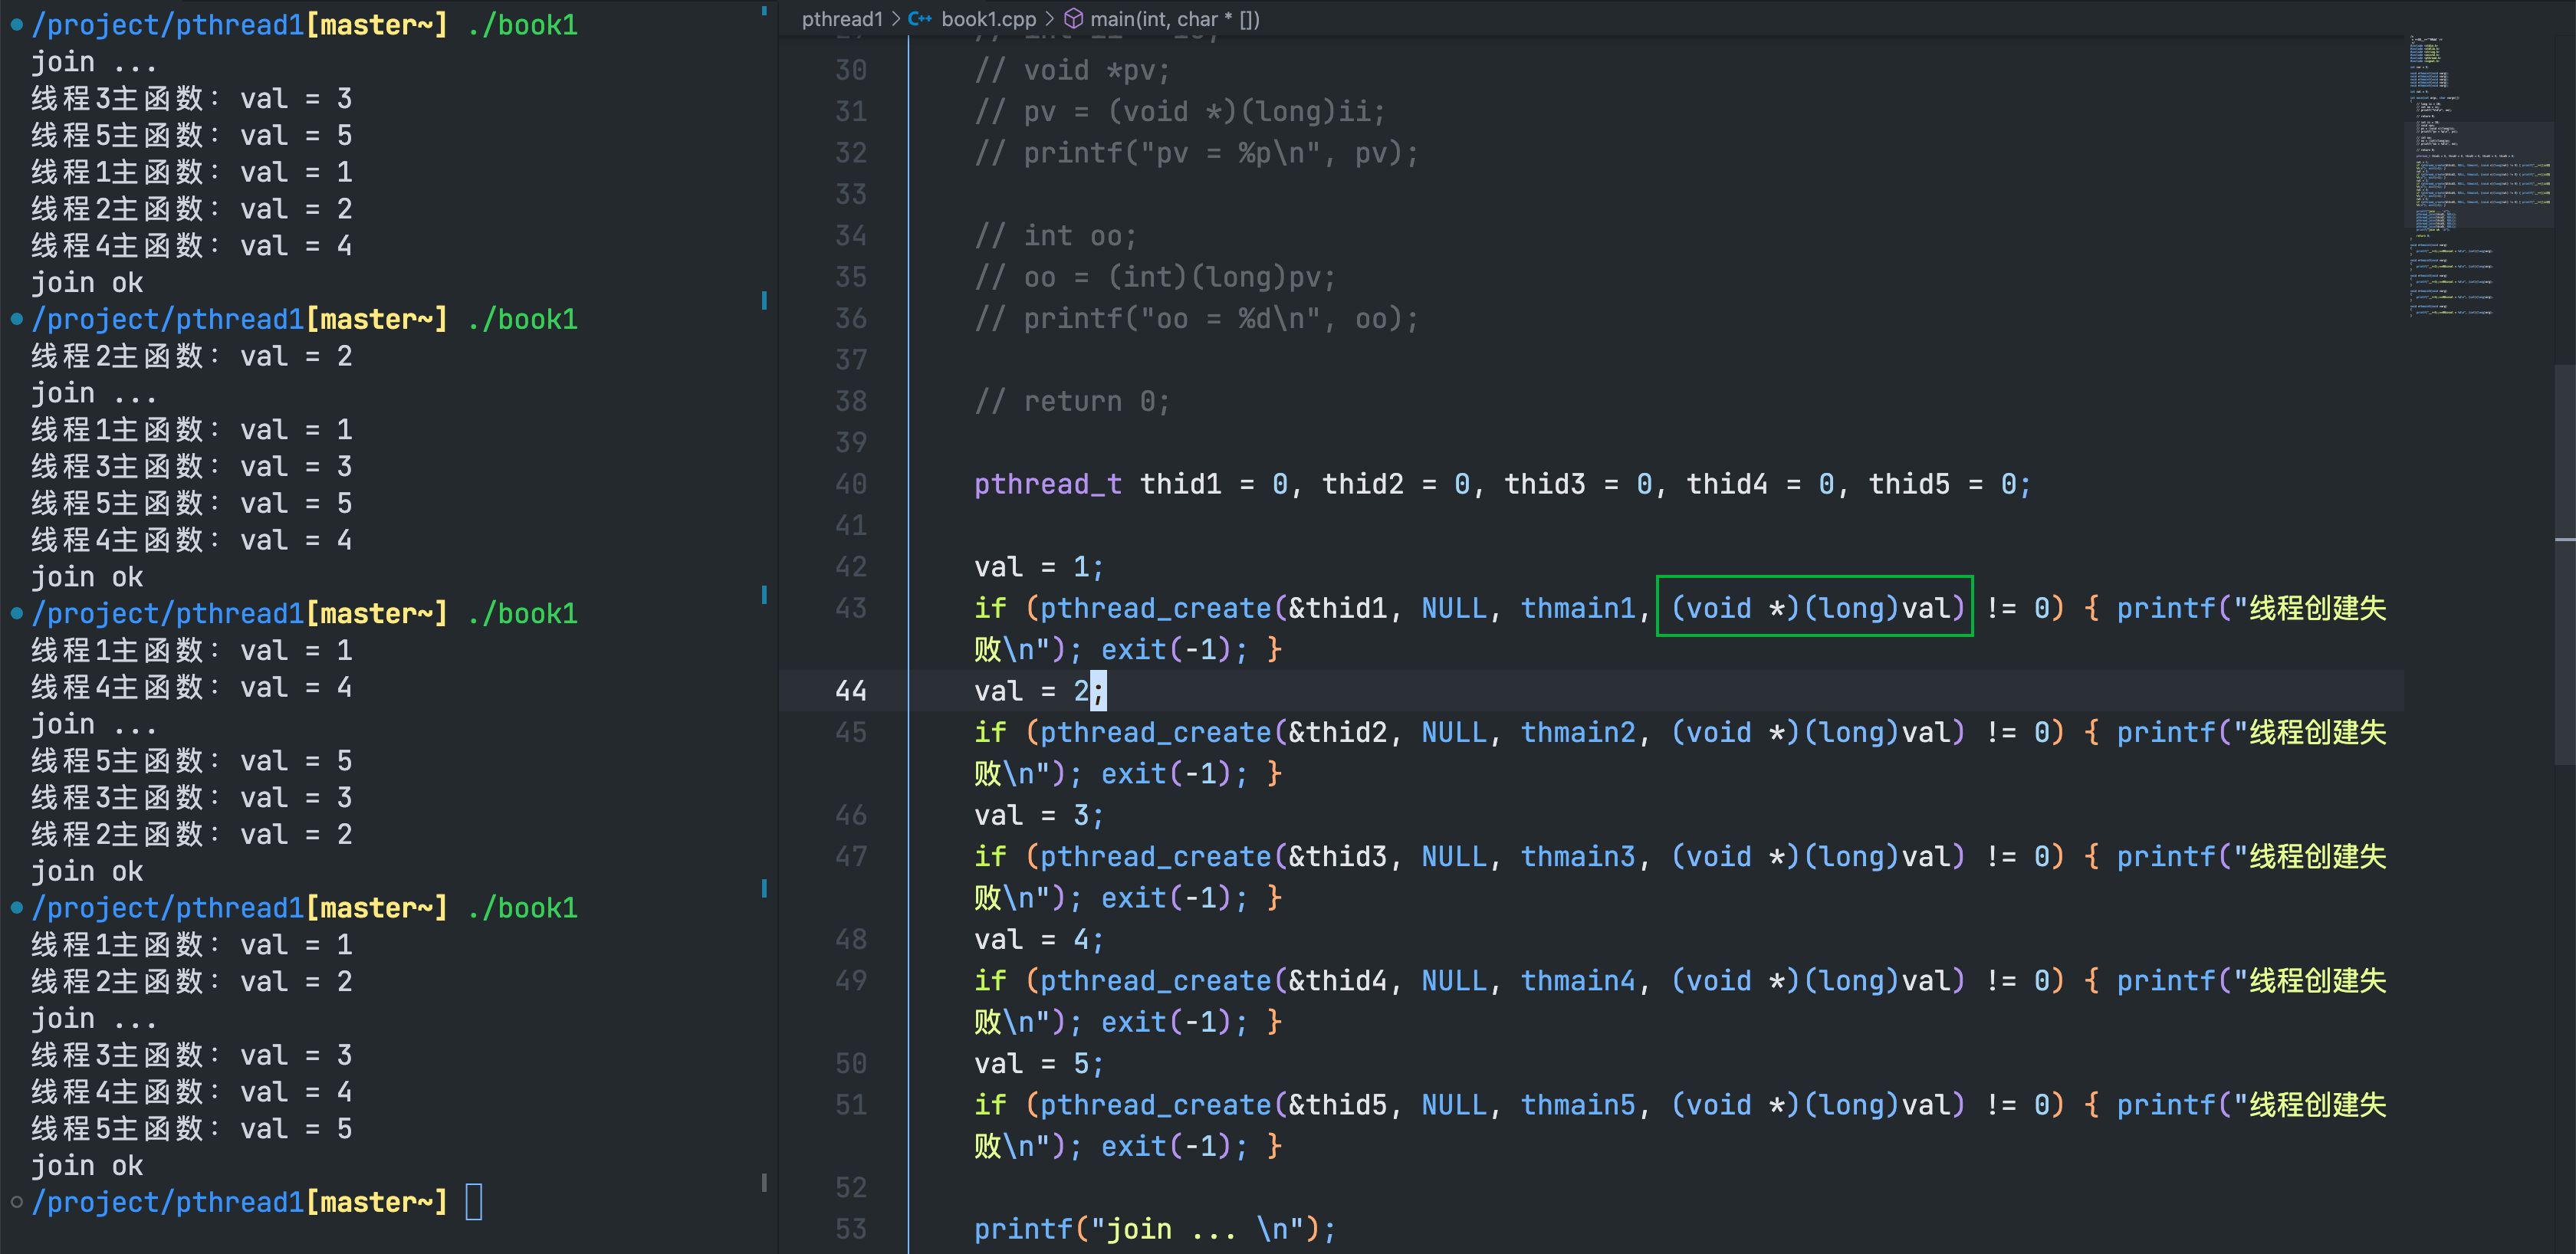 /project/pthread1[master~] ./book1
join ...
线程3主函数: val = 3
线程5主函数: val = 5
线程1主函数: val = 1
线程2主函数: val = 2
线程4主函数: val = 4
join ok
/project/pthread1[master~] ./book1
线程2主函数: val = 2
join ...
线程1主函数: val = 1
线程3主函数: val = 3
线程5主函数: val = 5
线程4主函数: val = 4
join ok
/project/pthread1[master~] ./book1
线程1主函数: val = 1
线程4主函数: val = 4
join ...
线程5主函数: val = 5
线程3主函数: val = 3
线程2主函数: val = 2
join ok
/project/pthread1[master~] ./book1
线程1主函数: val = 1
线程2主函数: val = 2
join ...
线程3主函数: val = 3
线程4主函数: val = 4
线程5主函数: val = 5
join ok
/project/pthread1[master~]
pthread1 > C++ book1.cpp > main(int, char * [])
30 // void *pv;
31 // pv = (void *)(long)ii;
32 // printf("pv = %p\n", pv);
33
34 // int oo;
35 // oo = (int)(long)pv;
36 // printf("oo = %d\n", oo);
37
38 // return 0;
39
40 pthread_t thid1 = 0, thid2 = 0, thid3 = 0, thid4 = 0, thid5 = 0;
41
42 val = 1;
43 if (pthread_create(&thid1, NULL, thmain1, (void *)(long)val) != 0) { printf("线程创建失
败\n"); exit(-1); }
44 val = 2;
45 if (pthread_create(&thid2, NULL, thmain2, (void *)(long)val) != 0) { printf("线程创建失
败\n"); exit(-1); }
46 val = 3;
47 if (pthread_create(&thid3, NULL, thmain3, (void *)(long)val) != 0) { printf("线程创建失
败\n"); exit(-1); }
48 val = 4;
49 if (pthread_create(&thid4, NULL, thmain4, (void *)(long)val) != 0) { printf("线程创建失
败\n"); exit(-1); }
50 val = 5;
51 if (pthread_create(&thid5, NULL, thmain5, (void *)(long)val) != 0) { printf("线程创建失
败\n"); exit(-1); }
52
53 printf("join ... \n");